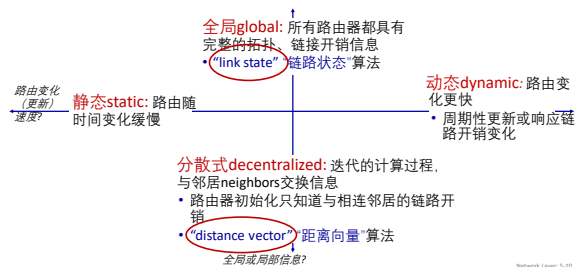 全局global: 所有路由器都具有
完整的拓扑、链接开销信息
• “link state” “链路状态”算法
路由变化
（更新）
速度?
静态static: 路由随
时间变化缓慢
动态dynamic: 路由变
化更快
• 周期性更新或响应链
路开销变化
分散式decentralized: 迭代的计算过程，
与邻居neighbors交换信息
• 路由器初始化只知道与相连邻居的链路开
销
• “distance vector” “距离向量”算法
全局或局部信息?
Network Layer: 5-10